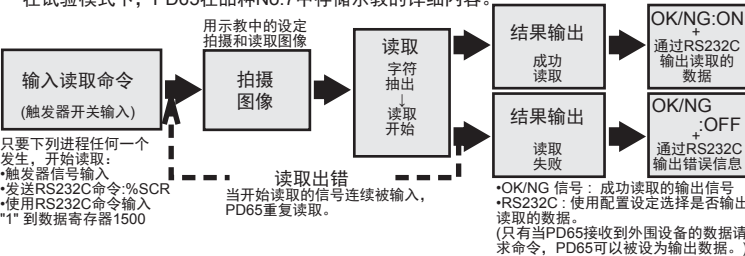 在试验模式下，PD65在品种No.7中存储示教的详细内容。
用示教中的设定
拍摄和读取图像
输入读取命令
(触发器开关输入)
拍摄
图像
读取
字符
抽出
↓
读取
开始
结果输出
成功
读取
OK/NG:ON
+
通过RS232C
输出读取的
数据
结果输出
读取
失败
OK/NG
:OFF
+
通过RS232C
输出错误信息
只要下列进程任何一个
发生，开始读取：
•触发器信号输入
•发送RS232C命令:%SCR
•使用RS232C命令输入
"1" 到数据寄存器1500
读取出错
当开始读取的信号连续被输入，
PD65重复读取。
•OK/NG 信号： 成功读取的输出信号
•RS232C : 使用配置设定选择是否输出
读取的数据。
(只有当PD65接收到外围设备的数据请
求命令，PD65可以被设为输出数据。)